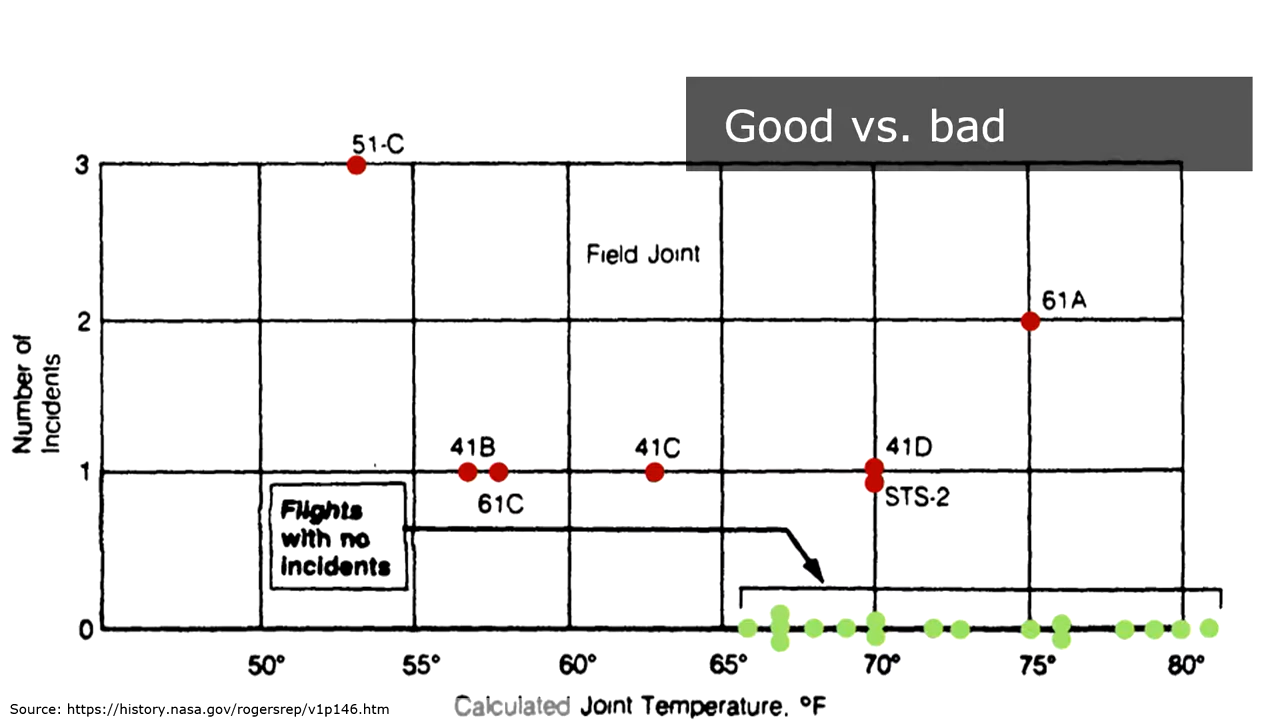 Good vs. bad
51-C
3
Field Joint
61A
2
Number of
Incidents
41B
41C
41D
1
61C
STS-2
Flights
with no
incidents
0
50° 55° 60° 65° 70° 75° 80°
Calculated Joint Temperature, °F
Source: https://history.nasa.gov/rogersrep/v1p146.htm